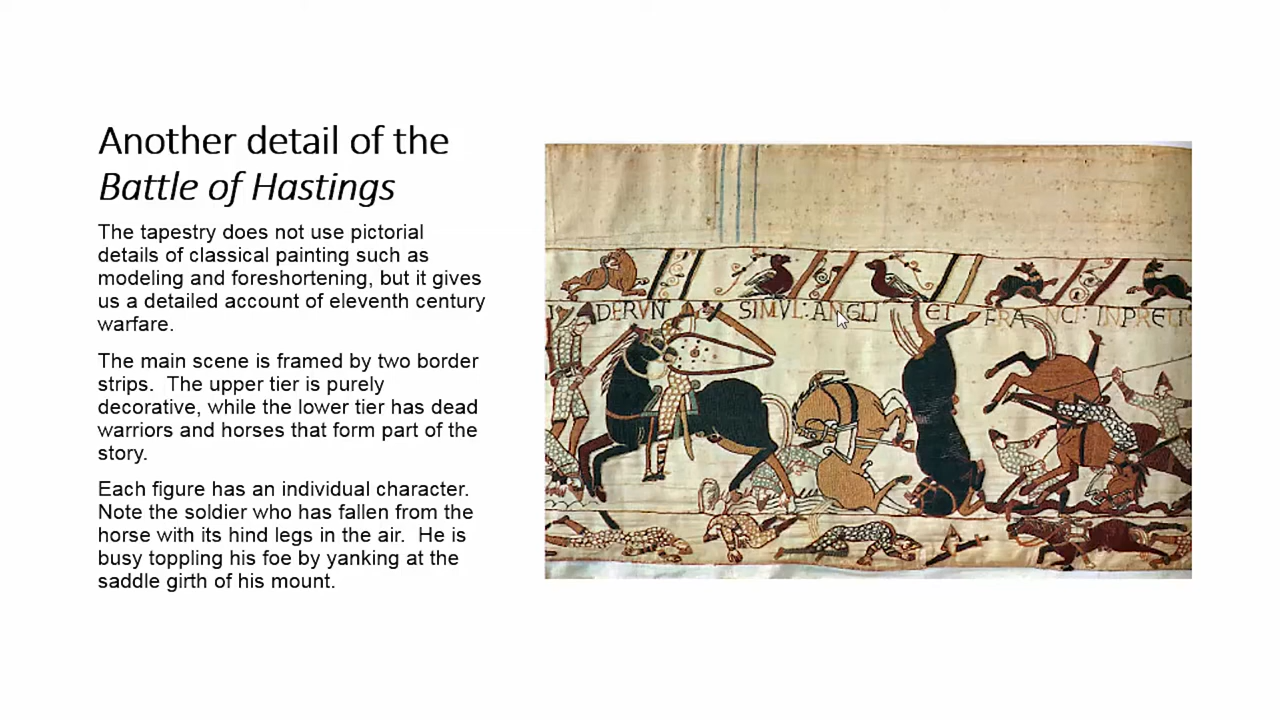 Another detail of the
Battle of Hastings
The tapestry does not use pictorial
details of classical painting such as
modeling and foreshortening, but it gives
us a detailed account of eleventh century
warfare.
The main scene is framed by two border
strips. The upper tier is purely
decorative, while the lower tier has dead
warriors and horses that form part of the
story.
Each figure has an individual character.
Note the soldier who has fallen from the
horse with its hind legs in the air. He is
busy toppling his foe by yanking at the
saddle girth of his mount.
DERVN SIMVL: ANGLI ET FRANCI: INPRELIO